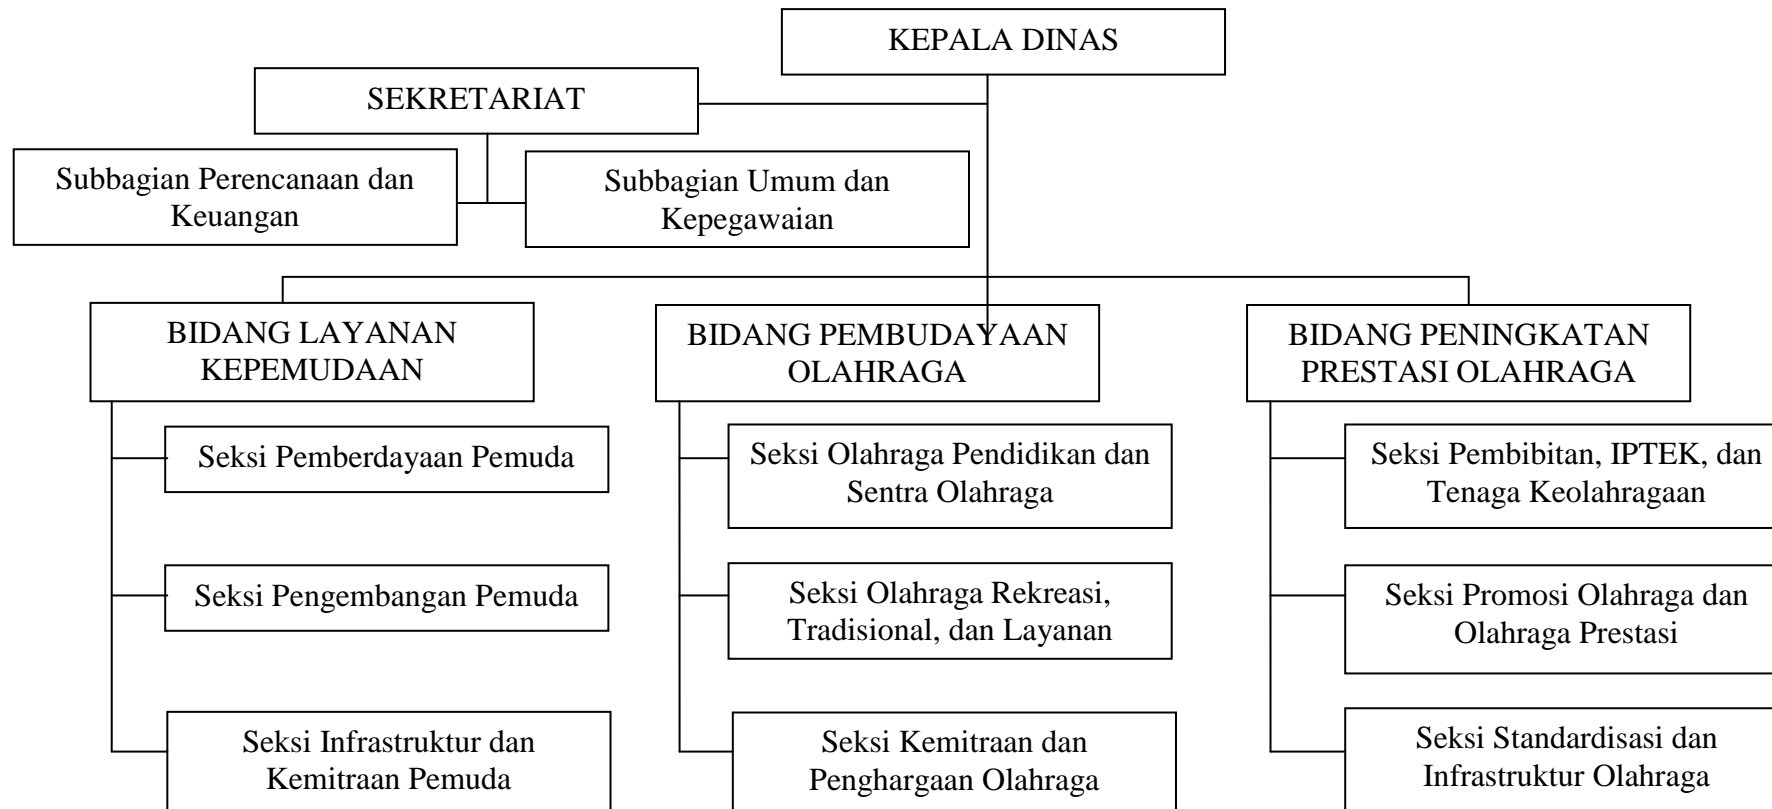 KEPALA DINAS
SEKRETARIAT
Subbagian Perencanaan dan
Keuangan
Subbagian Umum dan
Kepegawaian
BIDANG LAYANAN
KEPEMUDAAN
Seksi Pemberdayaan Pemuda
Seksi Pengembangan Pemuda
Seksi Infrastruktur dan
Kemitraan Pemuda
BIDANG PEMBUDAYAAN
OLAHRAGA
Seksi Olahraga Pendidikan dan
Sentra Olahraga
Seksi Olahraga Rekreasi,
Tradisional, dan Layanan
Seksi Kemitraan dan
Penghargaan Olahraga
BIDANG PENINGKATAN
PRESTASI OLAHRAGA
Seksi Pembibitan, IPTEK, dan
Tenaga Keolahragaan
Seksi Promosi Olahraga dan
Olahraga Prestasi
Seksi Standardisasi dan
Infrastruktur Olahraga